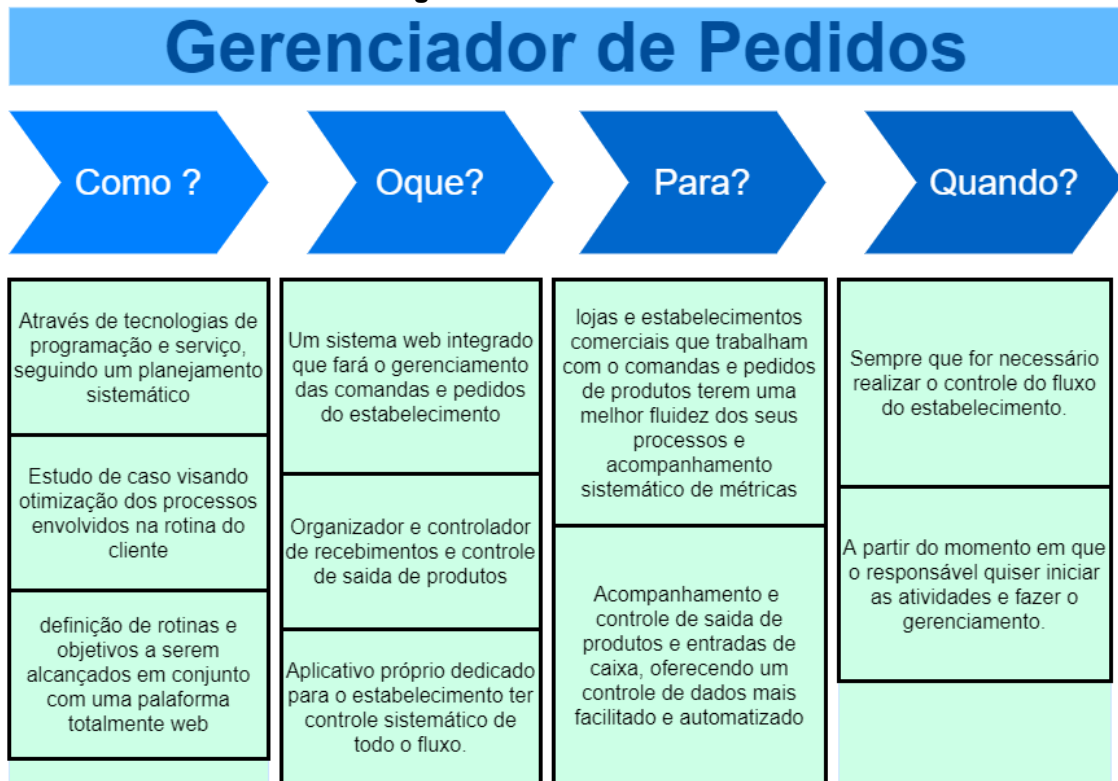 Gerenciador de Pedidos
Como ?
Oque?
Para?
Quando?
Através de tecnologias de
programação e serviço,
seguindo um planejamento
sistemático
Estudo de caso visando
otimização dos processos
envolvidos na rotina do
cliente
definição de rotinas e
objetivos a serem
alcançados em conjunto
com uma palaforma
totalmente web
Um sistema web integrado
que fará o gerenciamento
das comandas e pedidos
do estabelecimento
Organizador e controlador
de recebimentos e controle
de saida de produtos
Aplicativo próprio dedicado
para o estabelecimento ter
controle sistemático de
todo o fluxo.
lojas e estabelecimentos
comerciais que trabalham
com o comandas e pedidos
de produtos terem uma
melhor fluidez dos seus
processos e
acompanhamento
sistemático de métricas
Acompanhamento e
controle de saida de
produtos e entradas de
caixa, oferecendo um
controle de dados mais
facilitado e automatizado
Sempre que for necessário
realizar o controle do fluxo
do estabelecimento.
A partir do momento em que
o responsável quiser iniciar
as atividades e fazer o
gerenciamento.